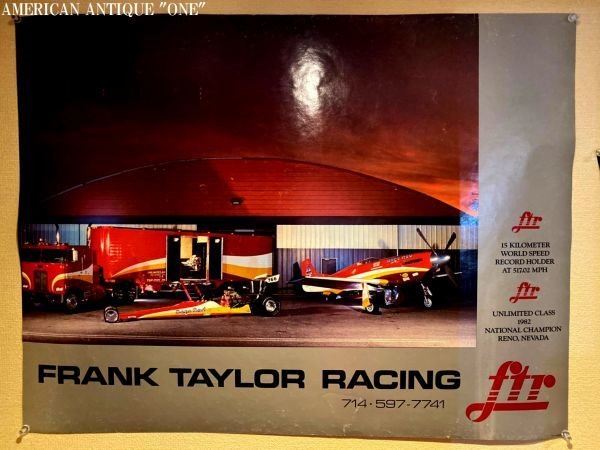 AMERICAN ANTIQUE "ONE"
ftr
15 KILOMETER
WORLD SPEED
RECORD HOLDER
AT 517.02 MPH
ftr
UNLIMITED CLASS
1982
NATIONAL CHAMPION
RENO, NEVADA
FRANK TAYLOR RACING
714·597-7741
ftr